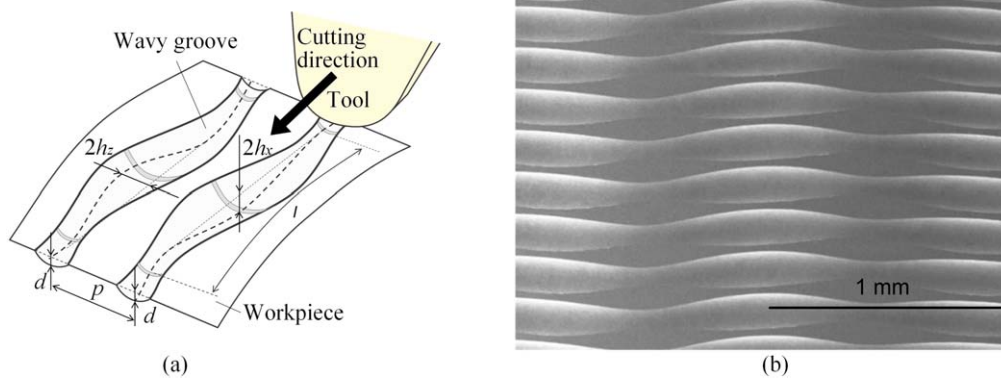 Wavy groove
Cutting
direction
Tool
2hz
2hx
l
d
p
d
Workpiece
(a)
1 mm
(b)